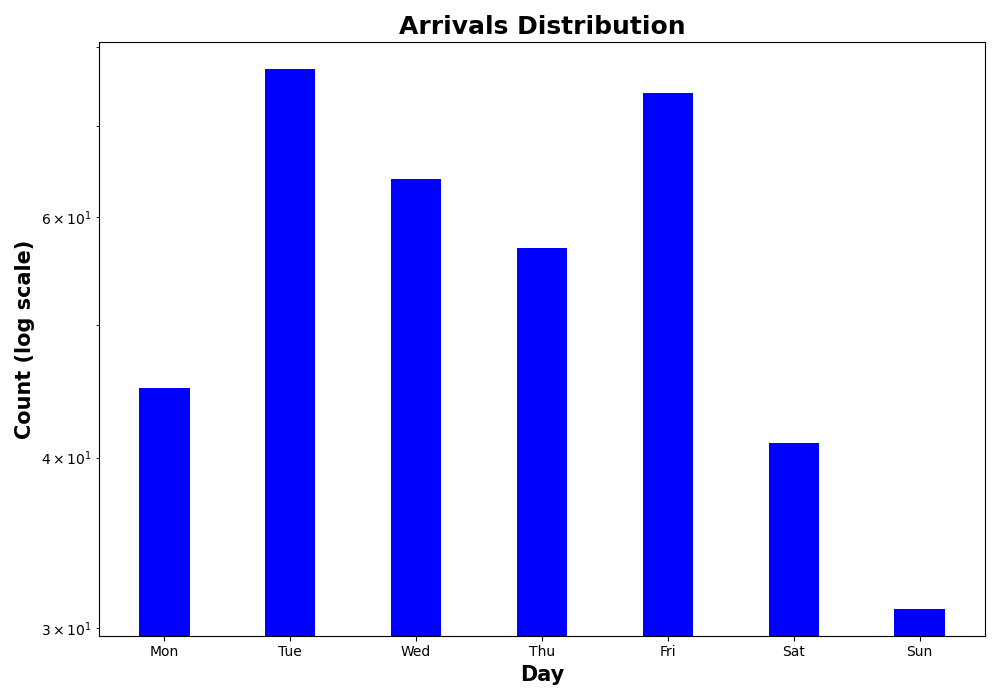 Arrivals Distribution
Count (log scale)
6 × 10¹
4 × 10¹
3 × 10¹
Mon Tue Wed Thu Fri Sat Sun
Day